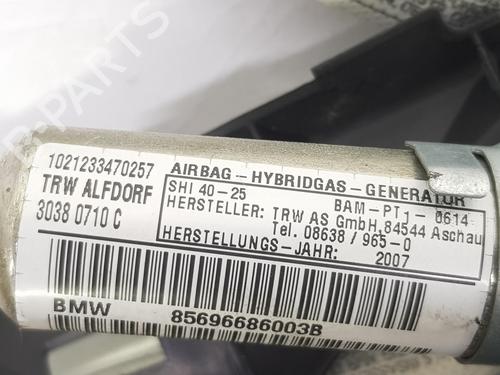 B-PARTS
1021233470257
TRW ALFDORF
3038 0710 C
AIRBAG - HYBRIDGAS - GENERATOR
SHI 40-25 BAM-PT1- 0614
HERSTELLER: TRW AS GmbH, 84544 Aschau
Tel. 08638 / 965-0
HERSTELLUNGS-JAHR: 2007
BMW 85696686003B